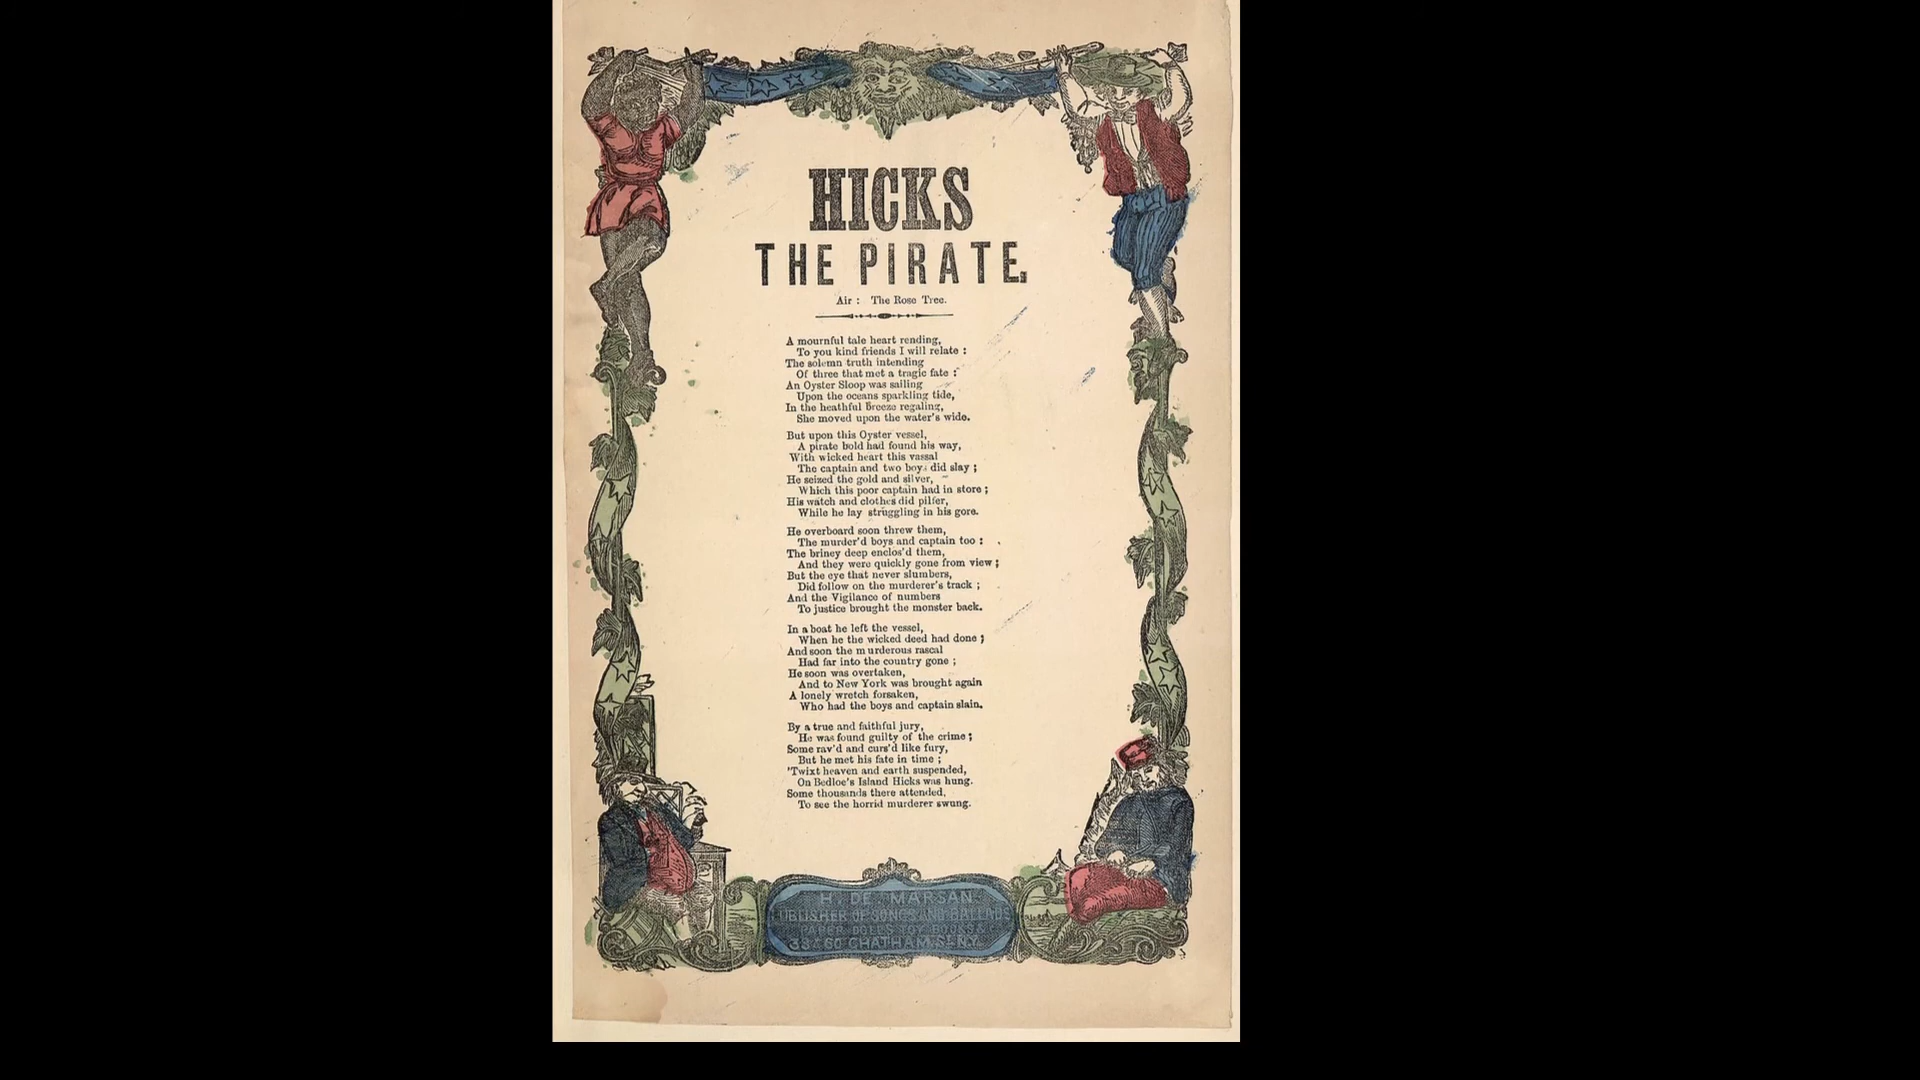 HICKS
THE PIRATE.
Air : The Rose Tree.
A mournful tale heart rending,
To you kind friends I will relate :
The solemn truth intending
Of three that met a tragic fate :
An Oyster Sloop was sailing
Upon the oceans sparkling tide,
In the heathful breeze regaling,
She moved upon the water's wide.
But upon this Oyster vessel,
A pirate bold had found his way,
With wicked heart this vassal
The captain and two boys did slay ;
He seized the gold and silver,
Which this poor captain had in store ;
His watch and clothes did pilfer,
While he lay struggling in his gore.
He overboard soon threw them,
The murder'd boys and captain too :
The briney deep enclos'd them,
And they were quickly gone from view ;
But the eye that never slumbers,
Did follow on the murderer's track ;
And the Vigilance of numbers
To justice brought the monster back.
In a boat he left the vessel,
When he the wicked deed had done ;
And soon the murderous rascal
Had far into the country gone ;
He soon was overtaken,
And to New York was brought again
A lonely wretch forsaken,
Who had the boys and captain slain.
By a true and faithful jury,
He was found guilty of the crime ;
Some rav'd and curs'd like fury,
But he met his fate in time ;
'Twixt heaven and earth suspended,
On Bedloe's Island Hicks was hung.
Some thousands there attended,
To see the horrid murderer swung.
H. DE MARSAN
PUBLISHER OF SONGS AND BALLADS
PAPER DOLLS TOY BOOKS &
38 & 60 CHATHAM St. N.Y.